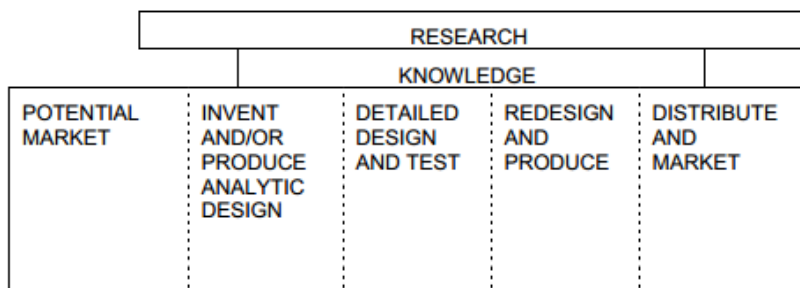 RESEARCH
KNOWLEDGE
POTENTIAL
MARKET
INVENT
AND/OR
PRODUCE
ANALYTIC
DESIGN
DETAILED
DESIGN
AND TEST
REDESIGN
AND
PRODUCE
DISTRIBUTE
AND
MARKET